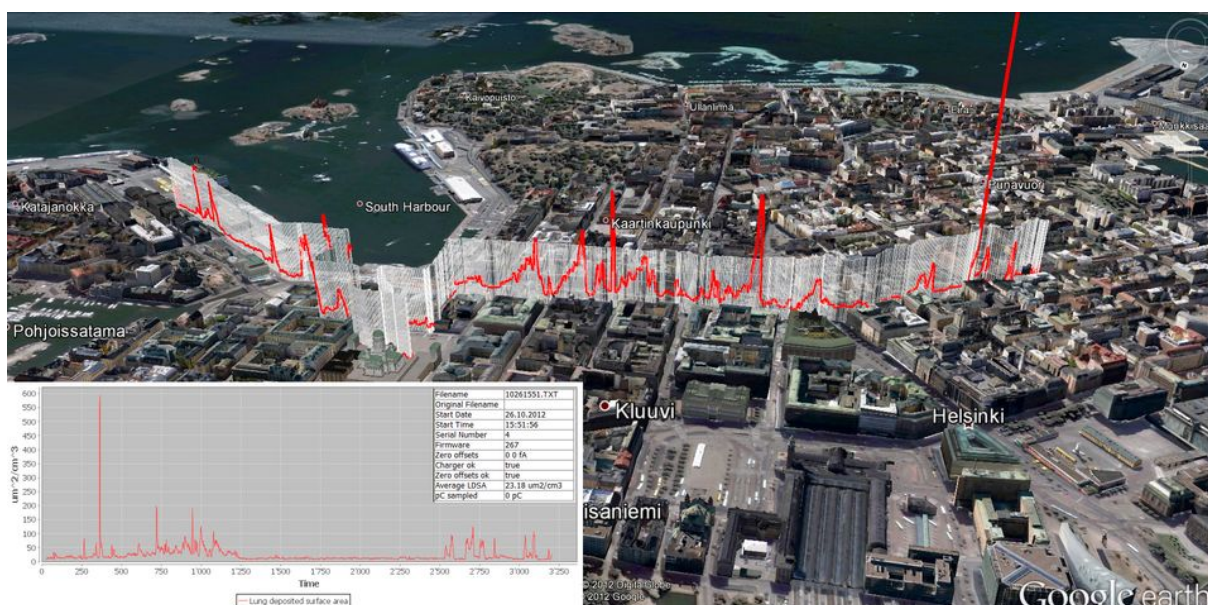 Kaivopuisto
Ullanlinna
Eira
Munkkisaa
Punavuori
Katajanokka
South Harbour
Kaartinkaupunki
Pohjoissatama
Kluuvi
Helsinki
isaniemi
© 2012 DigitalGlobe
2012 Google
Google earth
um^2/cm^3
600
550
500
450
400
350
300
250
200
150
100
50
0
Filename 10261551.TXT
Original Filename
Start Date 26.10.2012
Start Time 15:51:56
Serial Number 4
Firmware 267
Zero offsets 0 0 fA
Charger ok true
Zero offsets ok true
Average LDSA 23.18 um2/cm3
pC sampled 0 pC
0 250 500 750 1'000 1'250 1'500 1'750 2'000 2'250 2'500 2'750 3'000 3'250
Time
Lung deposited surface area